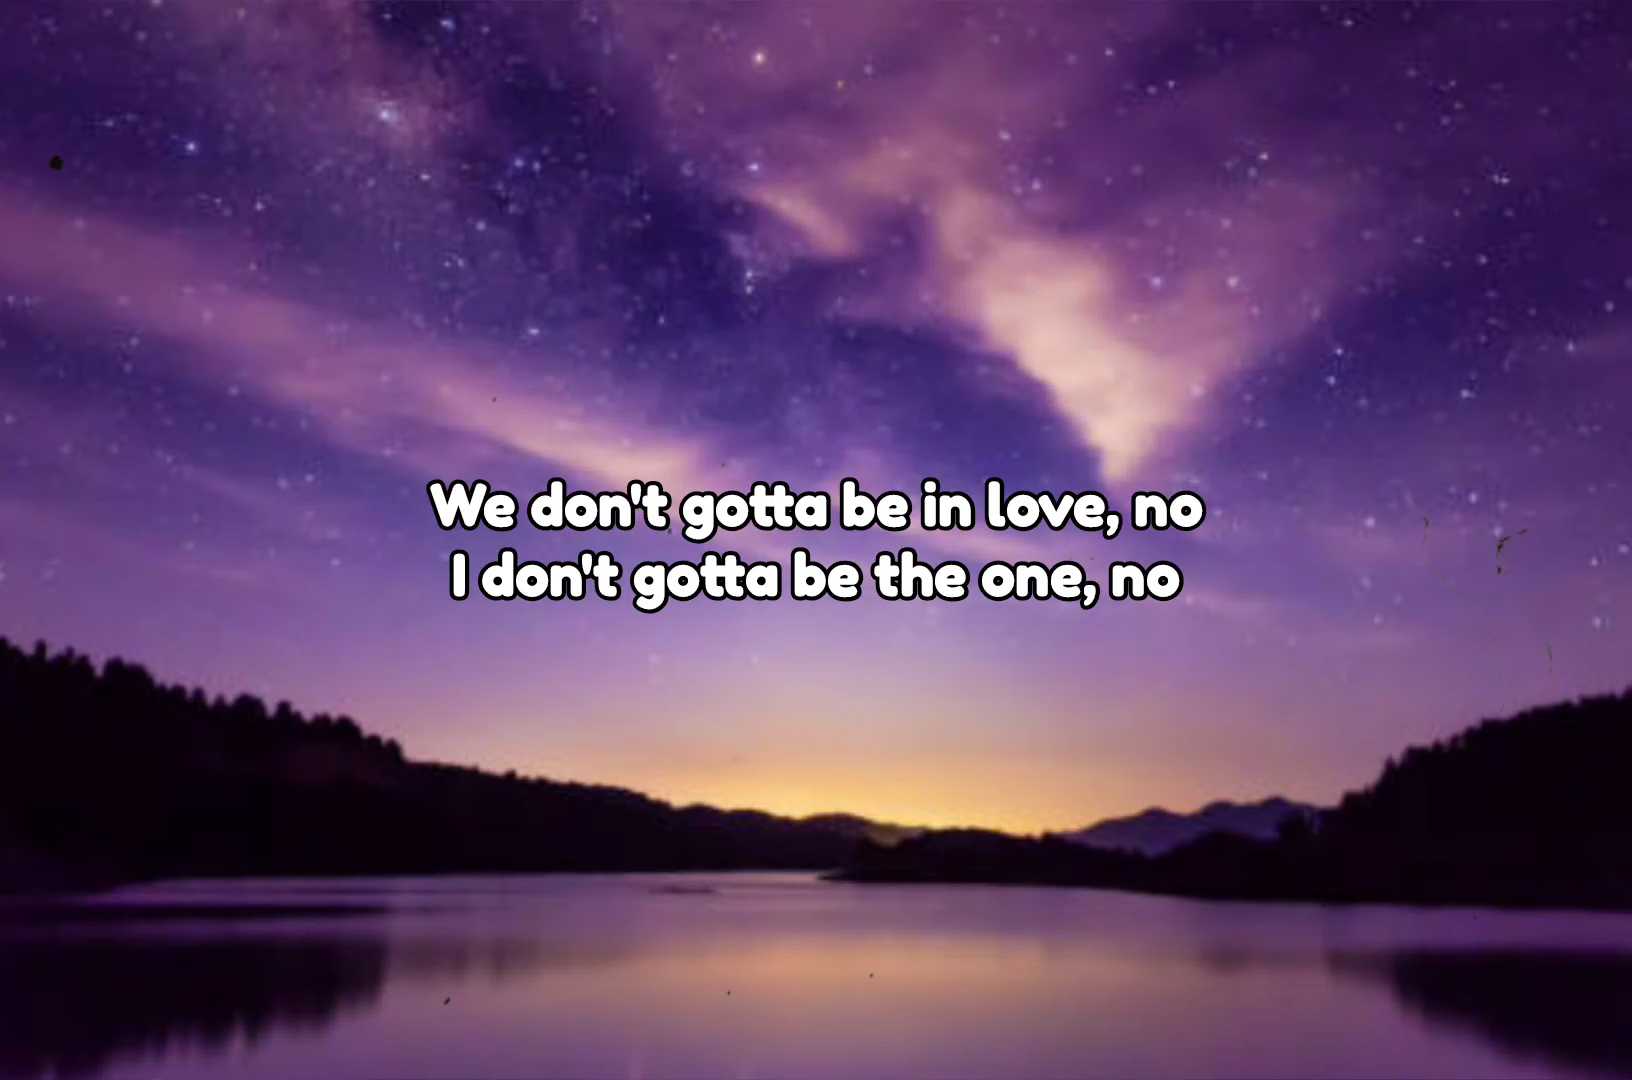 We don't gotta be in love, no
I don't gotta be the one, no